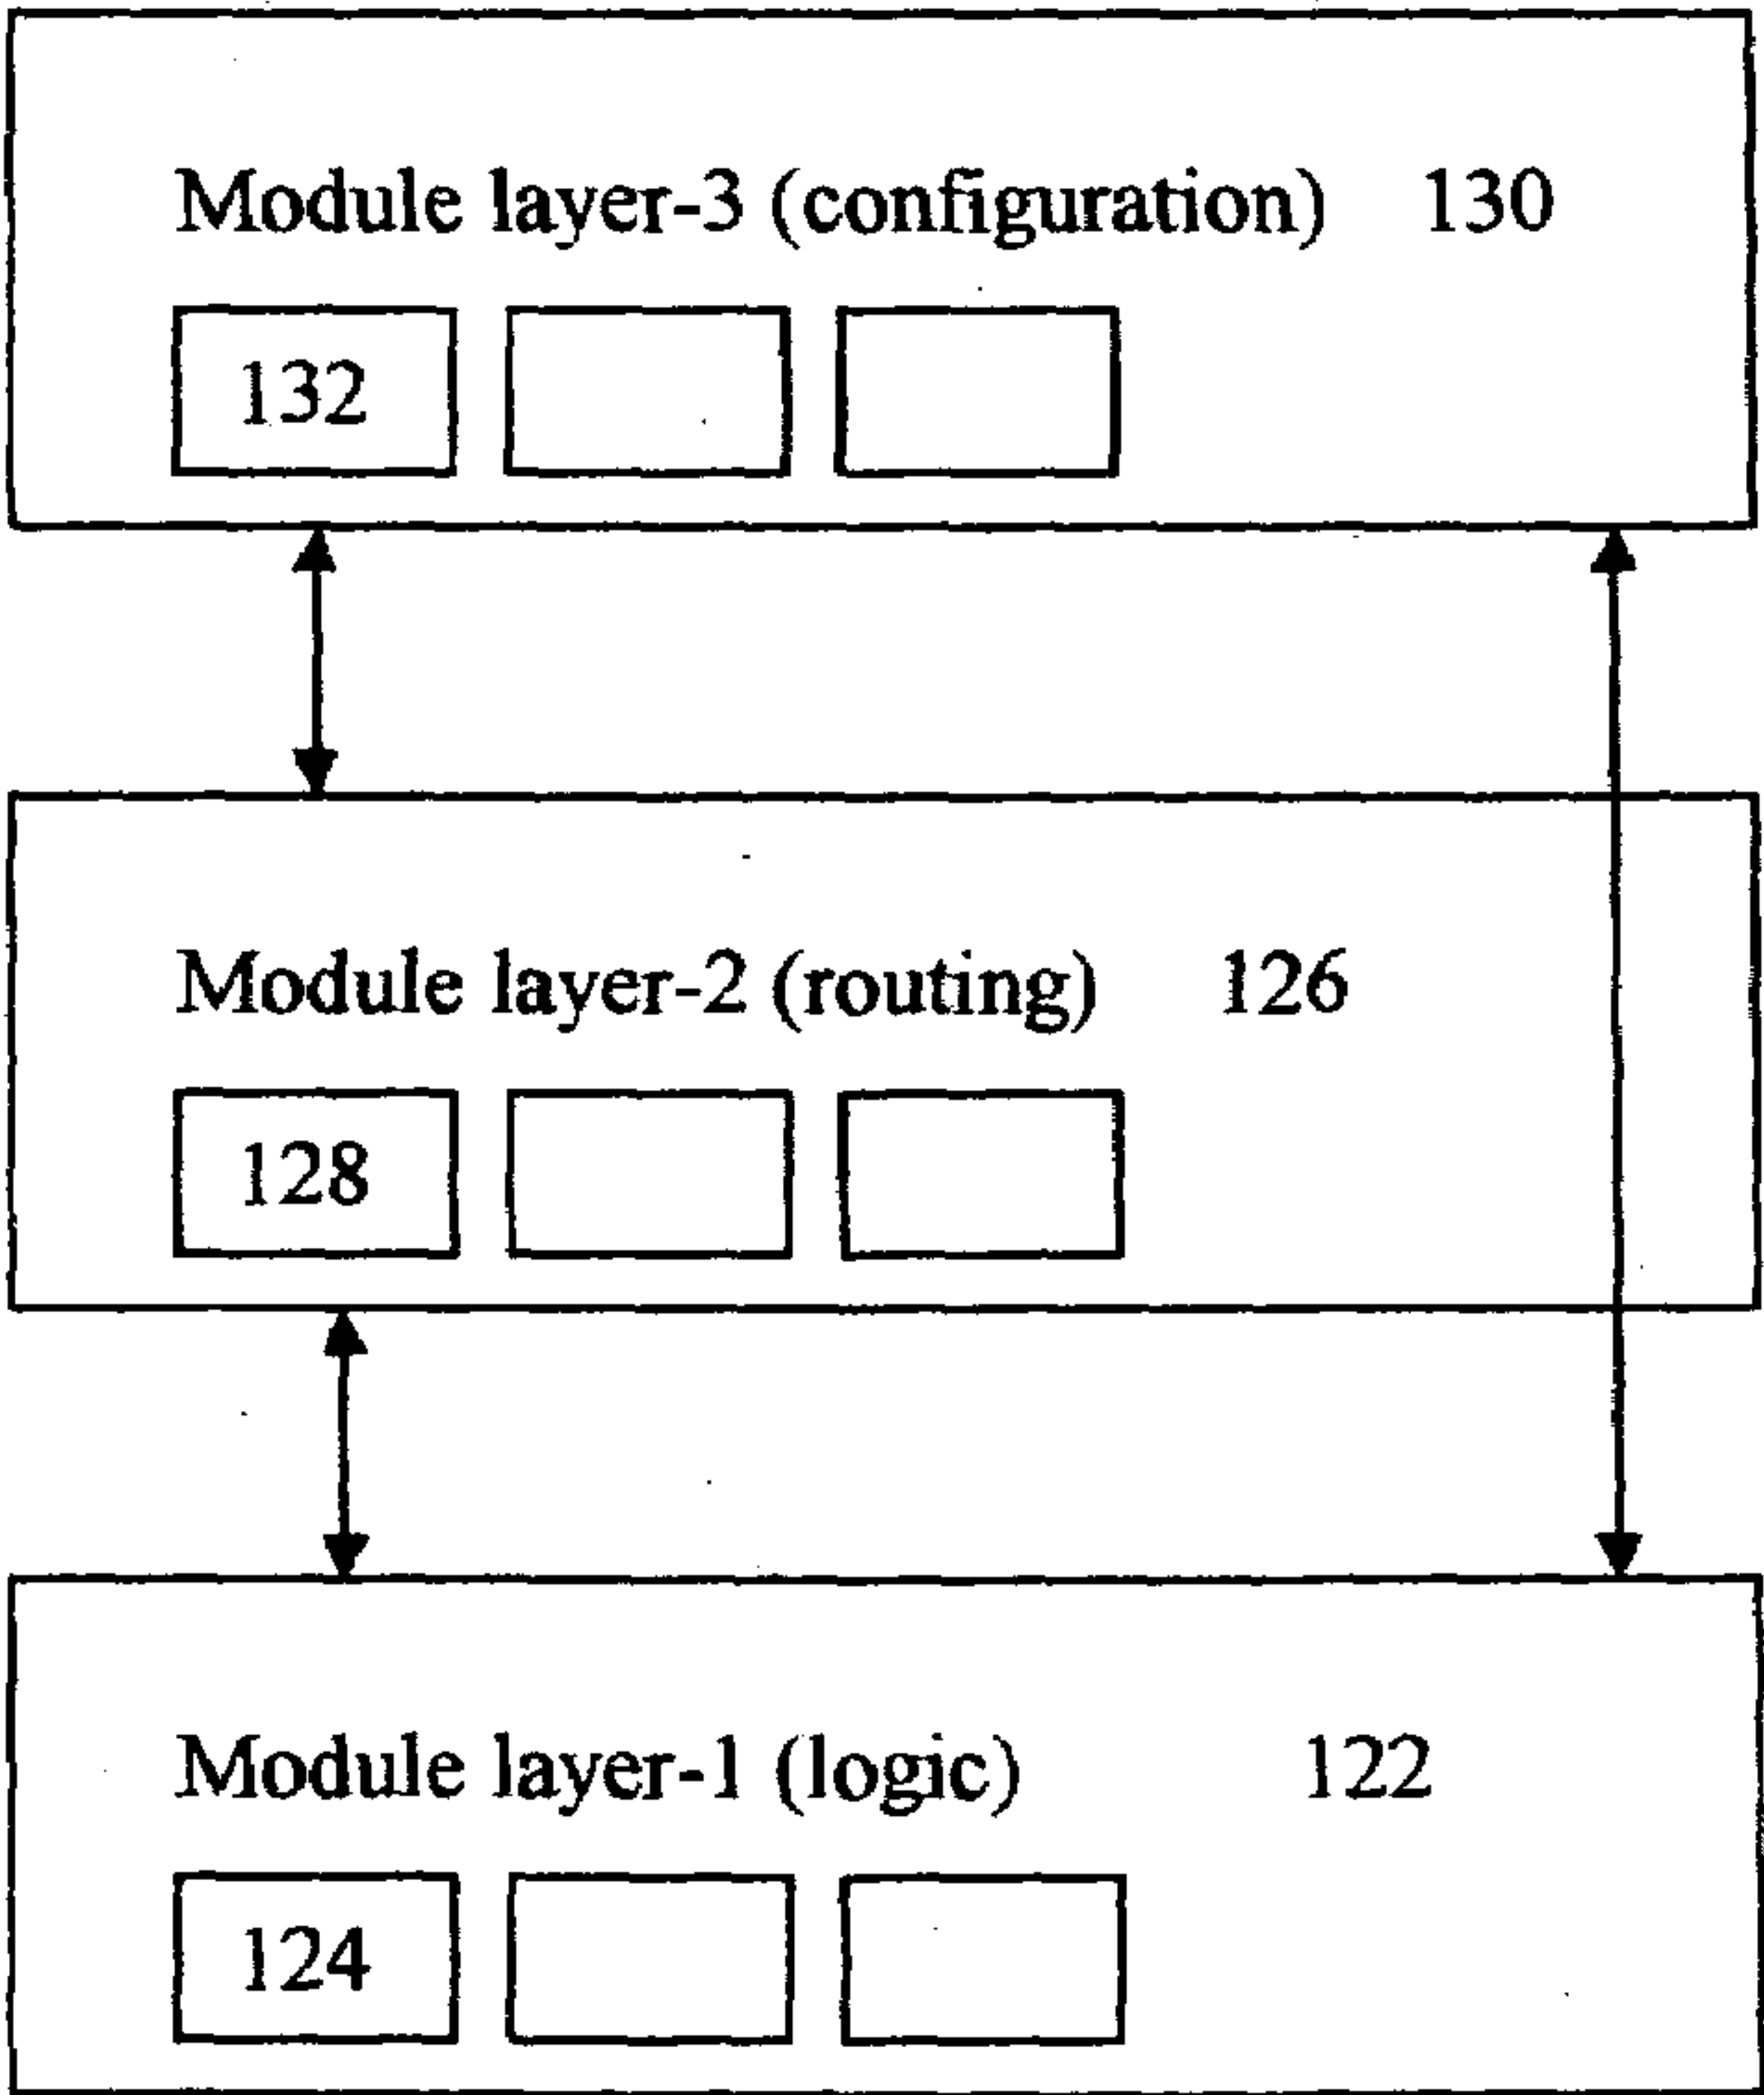 Module layer-3 (configuration) 130
132
Module layer-2 (routing) 126
128
Module layer-1 (logic) 122
124